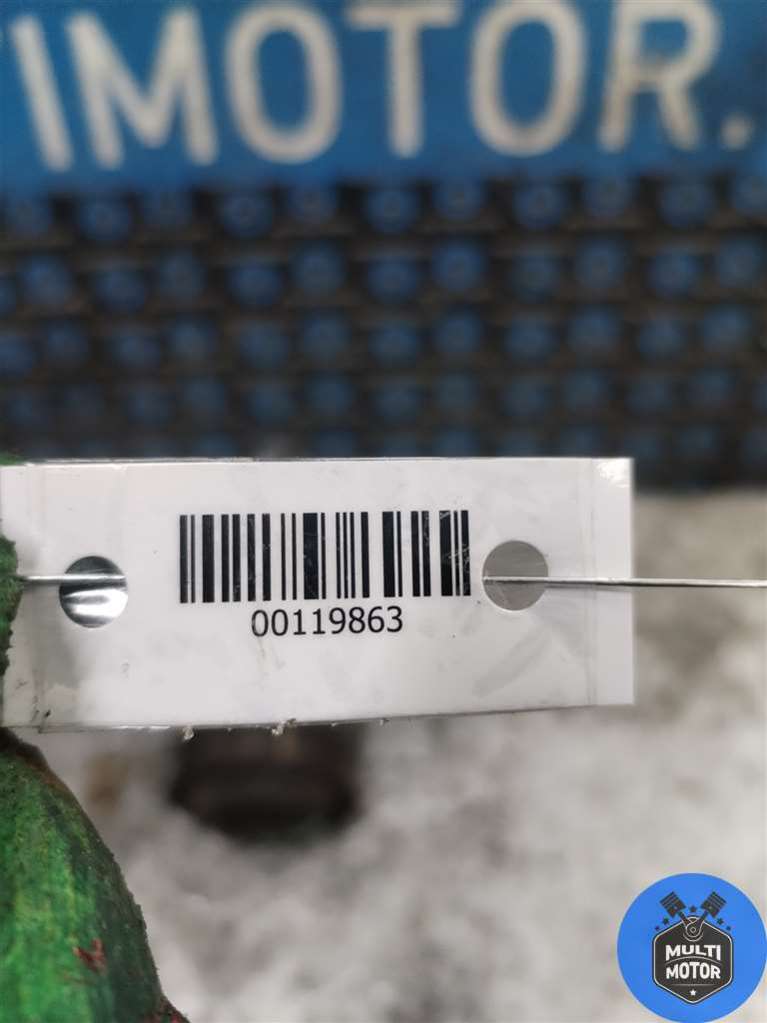 IMOTOR.
00119863
MULTI
MOTOR